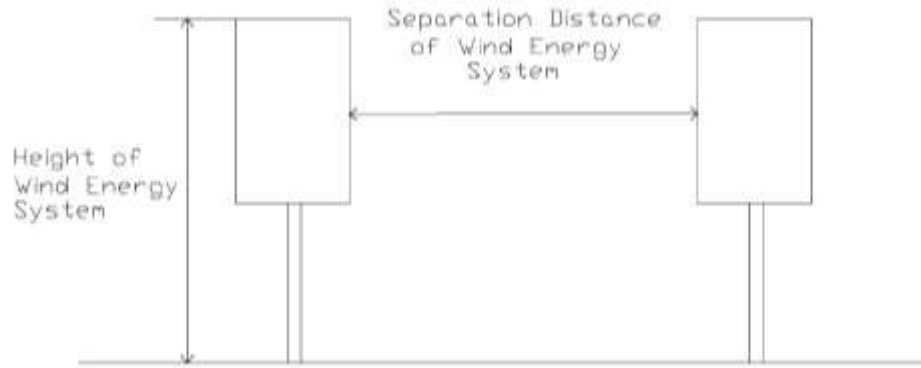 Separation Distance
of Wind Energy
System
Height of
Wind Energy
System